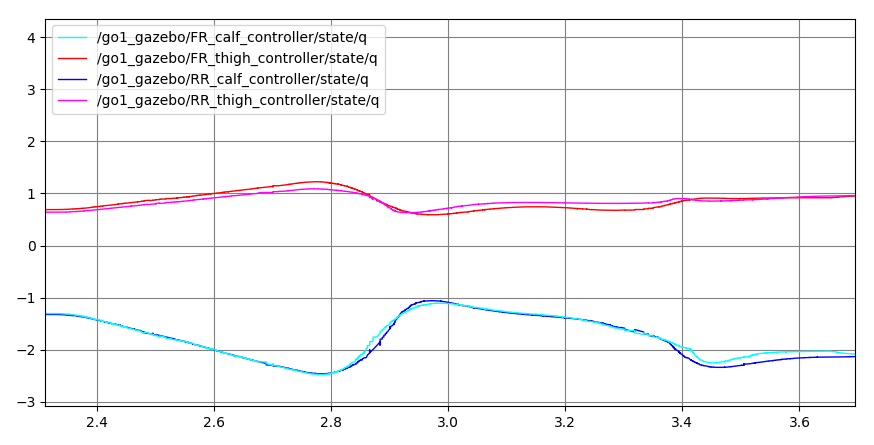 /go1_gazebo/FR_calf_controller/state/q
/go1_gazebo/FR_thigh_controller/state/q
/go1_gazebo/RR_calf_controller/state/q
/go1_gazebo/RR_thigh_controller/state/q
4
3
2
1
0
−1
−2
−3
2.4 2.6 2.8 3.0 3.2 3.4 3.6